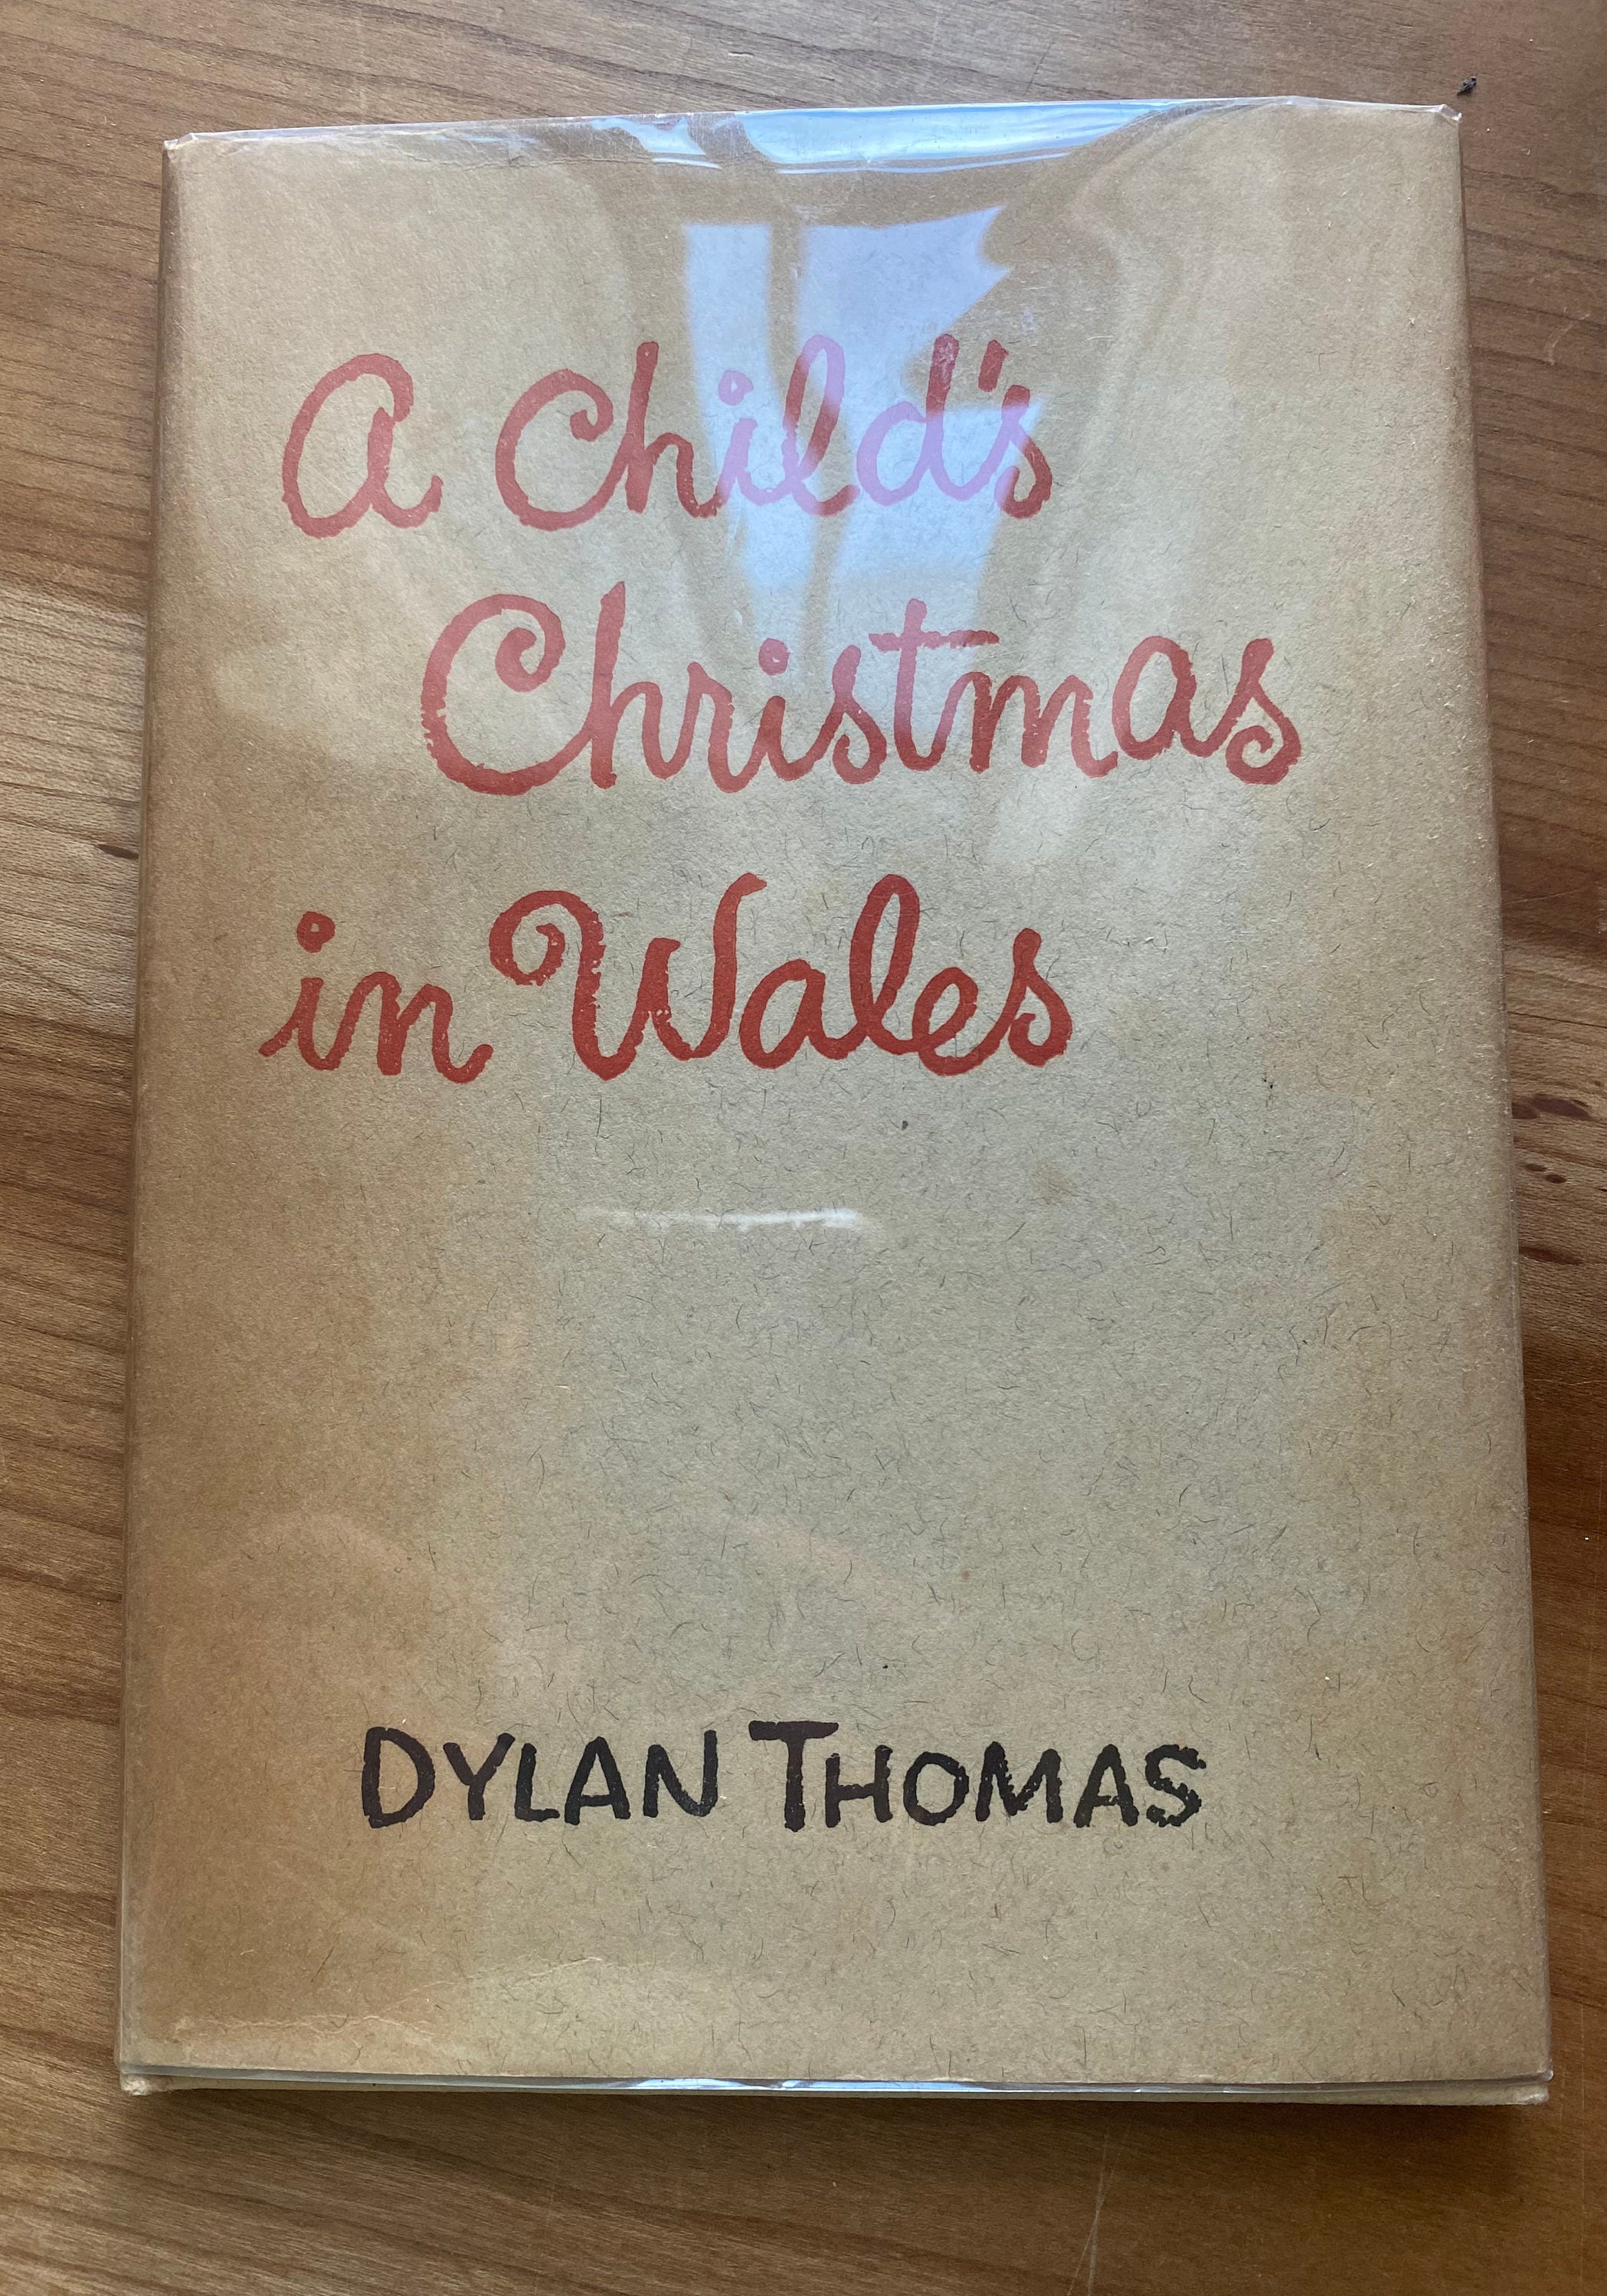 A Child's
Christmas
in Wales
DYLAN THOMAS